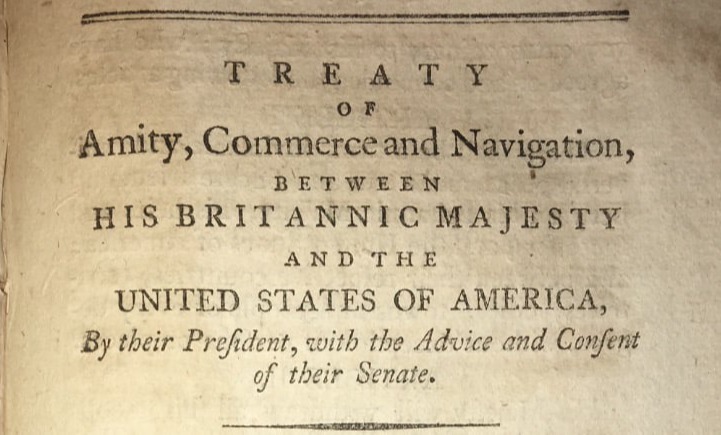 TREATY
OF
Amity, Commerce and Navigation,
BETWEEN
HIS BRITANNIC MAJESTY
AND THE
UNITED STATES OF AMERICA,
By their Preſident, with the Advice and Conſent
of their Senate.